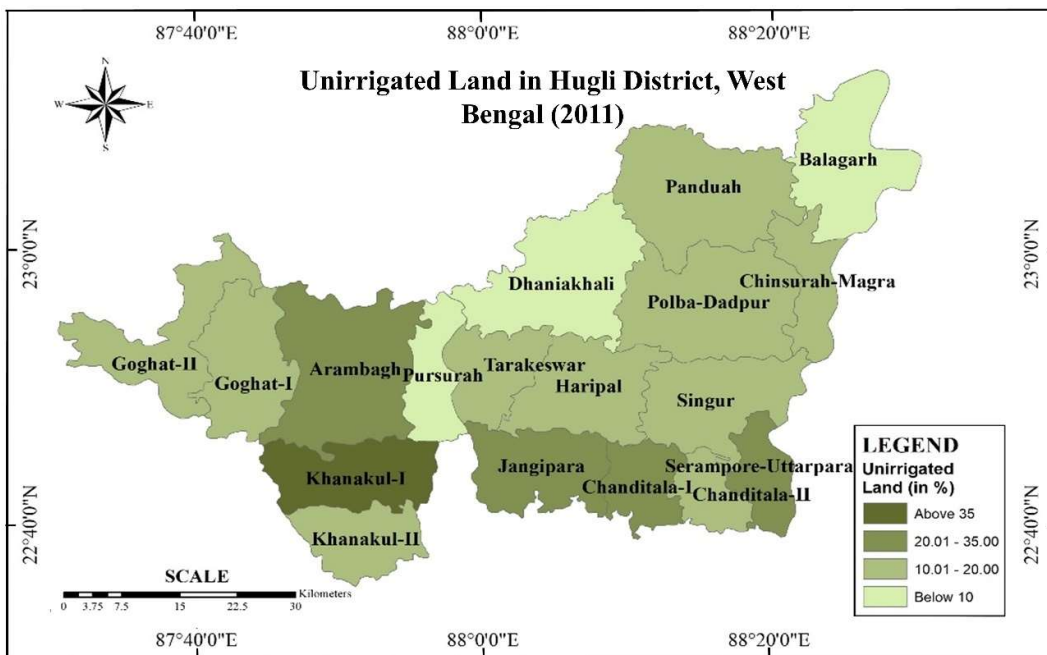 87°40'0"E
88°0'0"E
88°20'0"E
N
W
E
S
Unirrigated Land in Hugli District, West
Bengal (2011)
Balagarh
Panduah
23°0'0"N
23°0'0"N
Dhaniakhali
Chinsurah-Magra
Polba-Dadpur
Goghat-II
Goghat-I
Arambagh
Pursurah
Tarakeswar
Haripal
Singur
Khanakul-I
Jangipara
Chanditala-I
Serampore-Uttarpara
Chanditala-II
Khanakul-II
22°40'0"N
22°40'0"N
LEGEND
Unirrigated
Land (in %)
Above 35
20.01 - 35.00
10.01 - 20.00
Below 10
SCALE
Kilometers
0 3.75 7.5 15 22.5 30
87°40'0"E
88°0'0"E
88°20'0"E